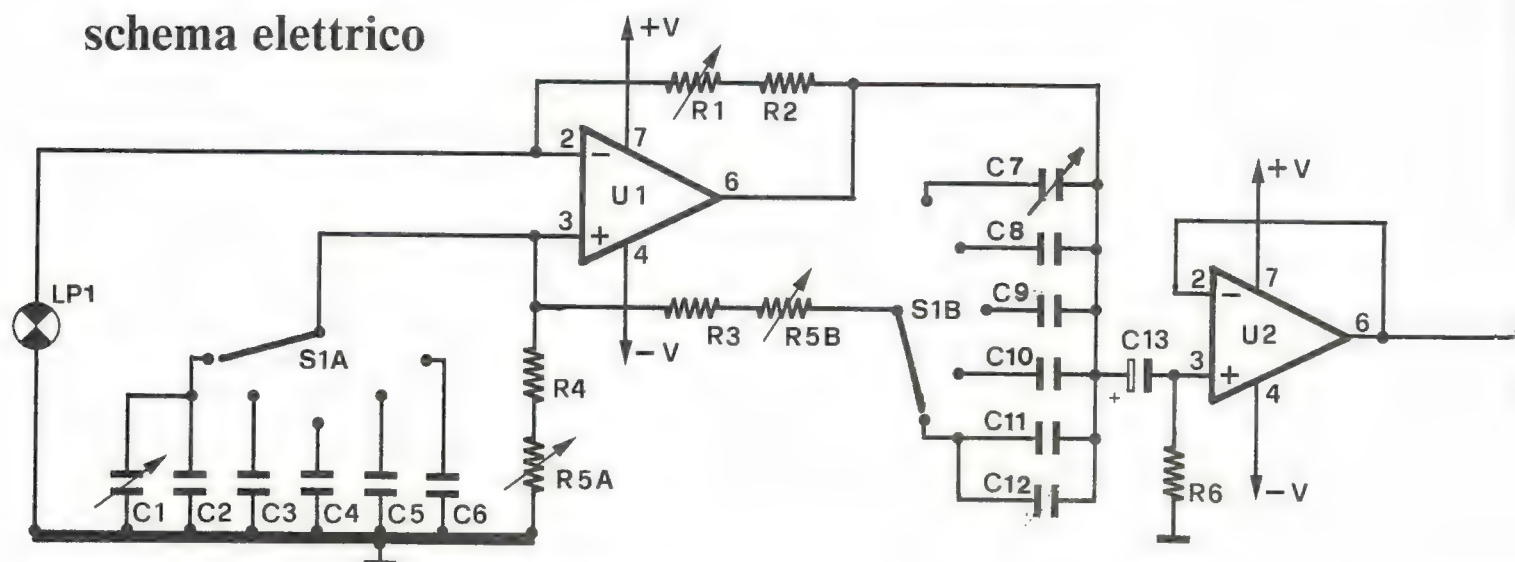 schema elettrico
+V
R1 R2
2 7
U1 6
3 4
LP1
S1A
R3 R5B
-V
S1B
R4
R5A
C1 C2 C3 C4 C5 C6
C7
C8
C9
C10
C11
C12
C13
+
+V
2 7
U2 6
3 4
R6
-V